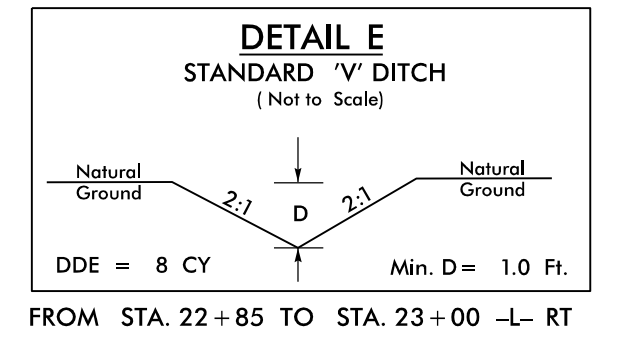 DETAIL E
STANDARD 'V' DITCH
( Not to Scale)
Natural
Ground
2:1
D
2:1
Natural
Ground
DDE = 8 CY
Min. D = 1.0 Ft.
FROM STA. 22+85 TO STA. 23+00 -L- RT